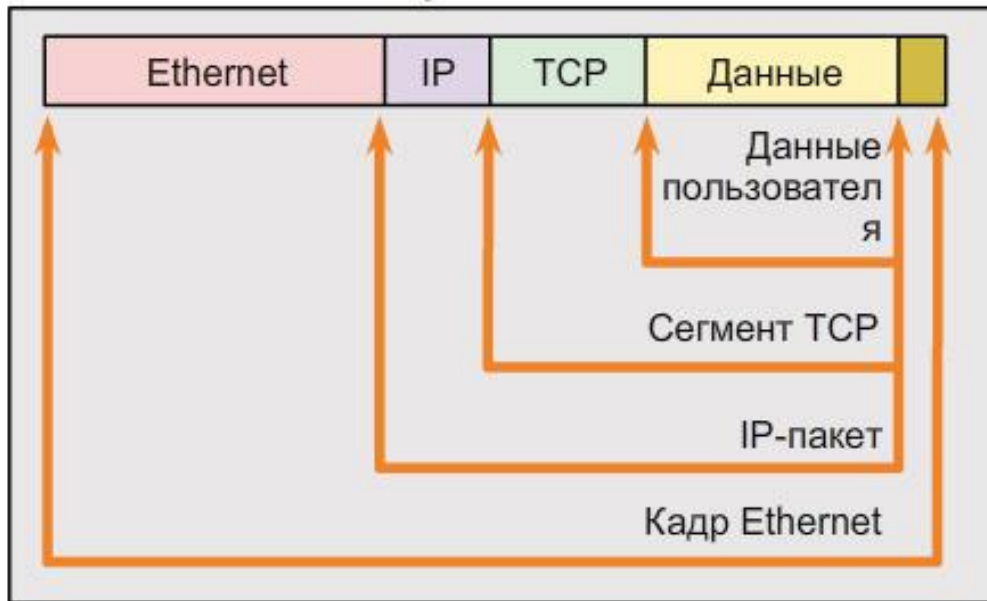 Ethernet IP TCP Данные
Данные
пользовател
я
Сегмент TCP
IP-пакет
Кадр Ethernet